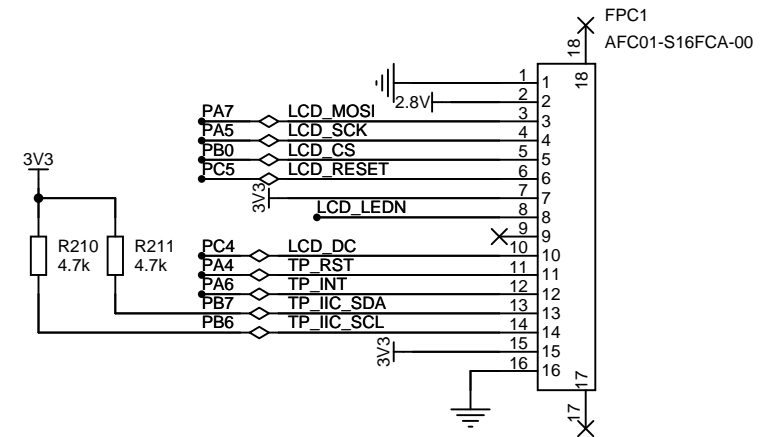 FPC1
AFC01-S16FCA-00
18
18
1 1
2.8V 2 2
PA7 LCD_MOSI 3 3
PA5 LCD_SCK 4 4
PB0 LCD_CS 5 5
PC5 LCD_RESET 6 6
3V3 7 7
LCD_LEDN 8 8
9 9
PC4 LCD_DC 10 10
PA4 TP_RST 11 11
PA6 TP_INT 12 12
PB7 TP_IIC_SDA 13 13
PB6 TP_IIC_SCL 14 14
3V3 15 15
16 16
17
17
3V3
R210
4.7k
R211
4.7k